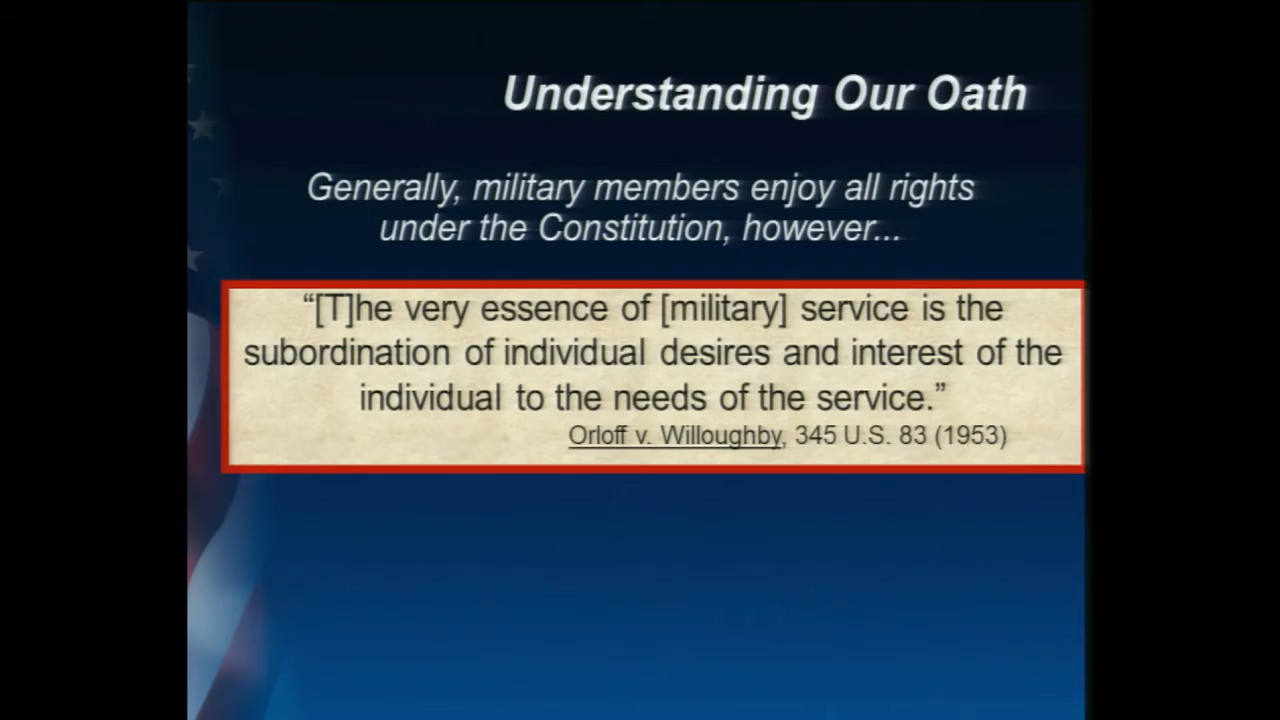 Understanding Our Oath
Generally, military members enjoy all rights
under the Constitution, however...
“[T]he very essence of [military] service is the
subordination of individual desires and interest of the
individual to the needs of the service.”
Orloff v. Willoughby, 345 U.S. 83 (1953)